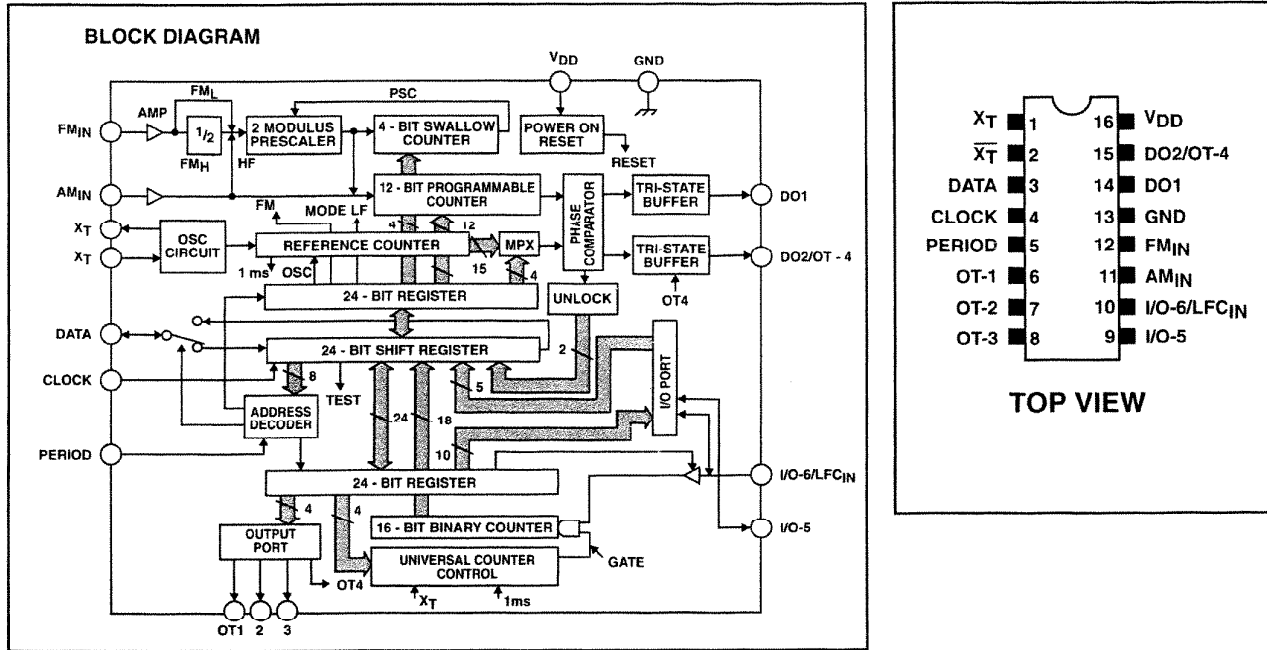 BLOCK DIAGRAM
VDD
GND
FML
AMP
PSC
FMIN
1/2
2 MODULUS PRESCALER
4 - BIT SWALLOW COUNTER
POWER ON RESET
FMH
HF
RESET
AMIN
12 - BIT PROGRAMMABLE COUNTER
PHASE COMPARATOR
TRI-STATE BUFFER
DO1
FM
MODE LF
4
12
XT
OSC CIRCUIT
REFERENCE COUNTER
MPX
TRI-STATE BUFFER
DO2/OT - 4
XT
1 ms
OSC
15
4
OT4
24 - BIT REGISTER
UNLOCK
DATA
24 - BIT SHIFT REGISTER
2
I/O PORT
CLOCK
8
TEST
5
ADDRESS DECODER
24
18
PERIOD
10
24 - BIT REGISTER
I/O-6/LFCIN
4
4
16 - BIT BINARY COUNTER
I/O-5
OUTPUT PORT
UNIVERSAL COUNTER CONTROL
GATE
OT4
XT
1ms
OT1 2 3
XT 1 16 VDD
X̅T̅ 2 15 DO2/OT-4
DATA 3 14 DO1
CLOCK 4 13 GND
PERIOD 5 12 FMIN
OT-1 6 11 AMIN
OT-2 7 10 I/O-6/LFCIN
OT-3 8 9 I/O-5
TOP VIEW